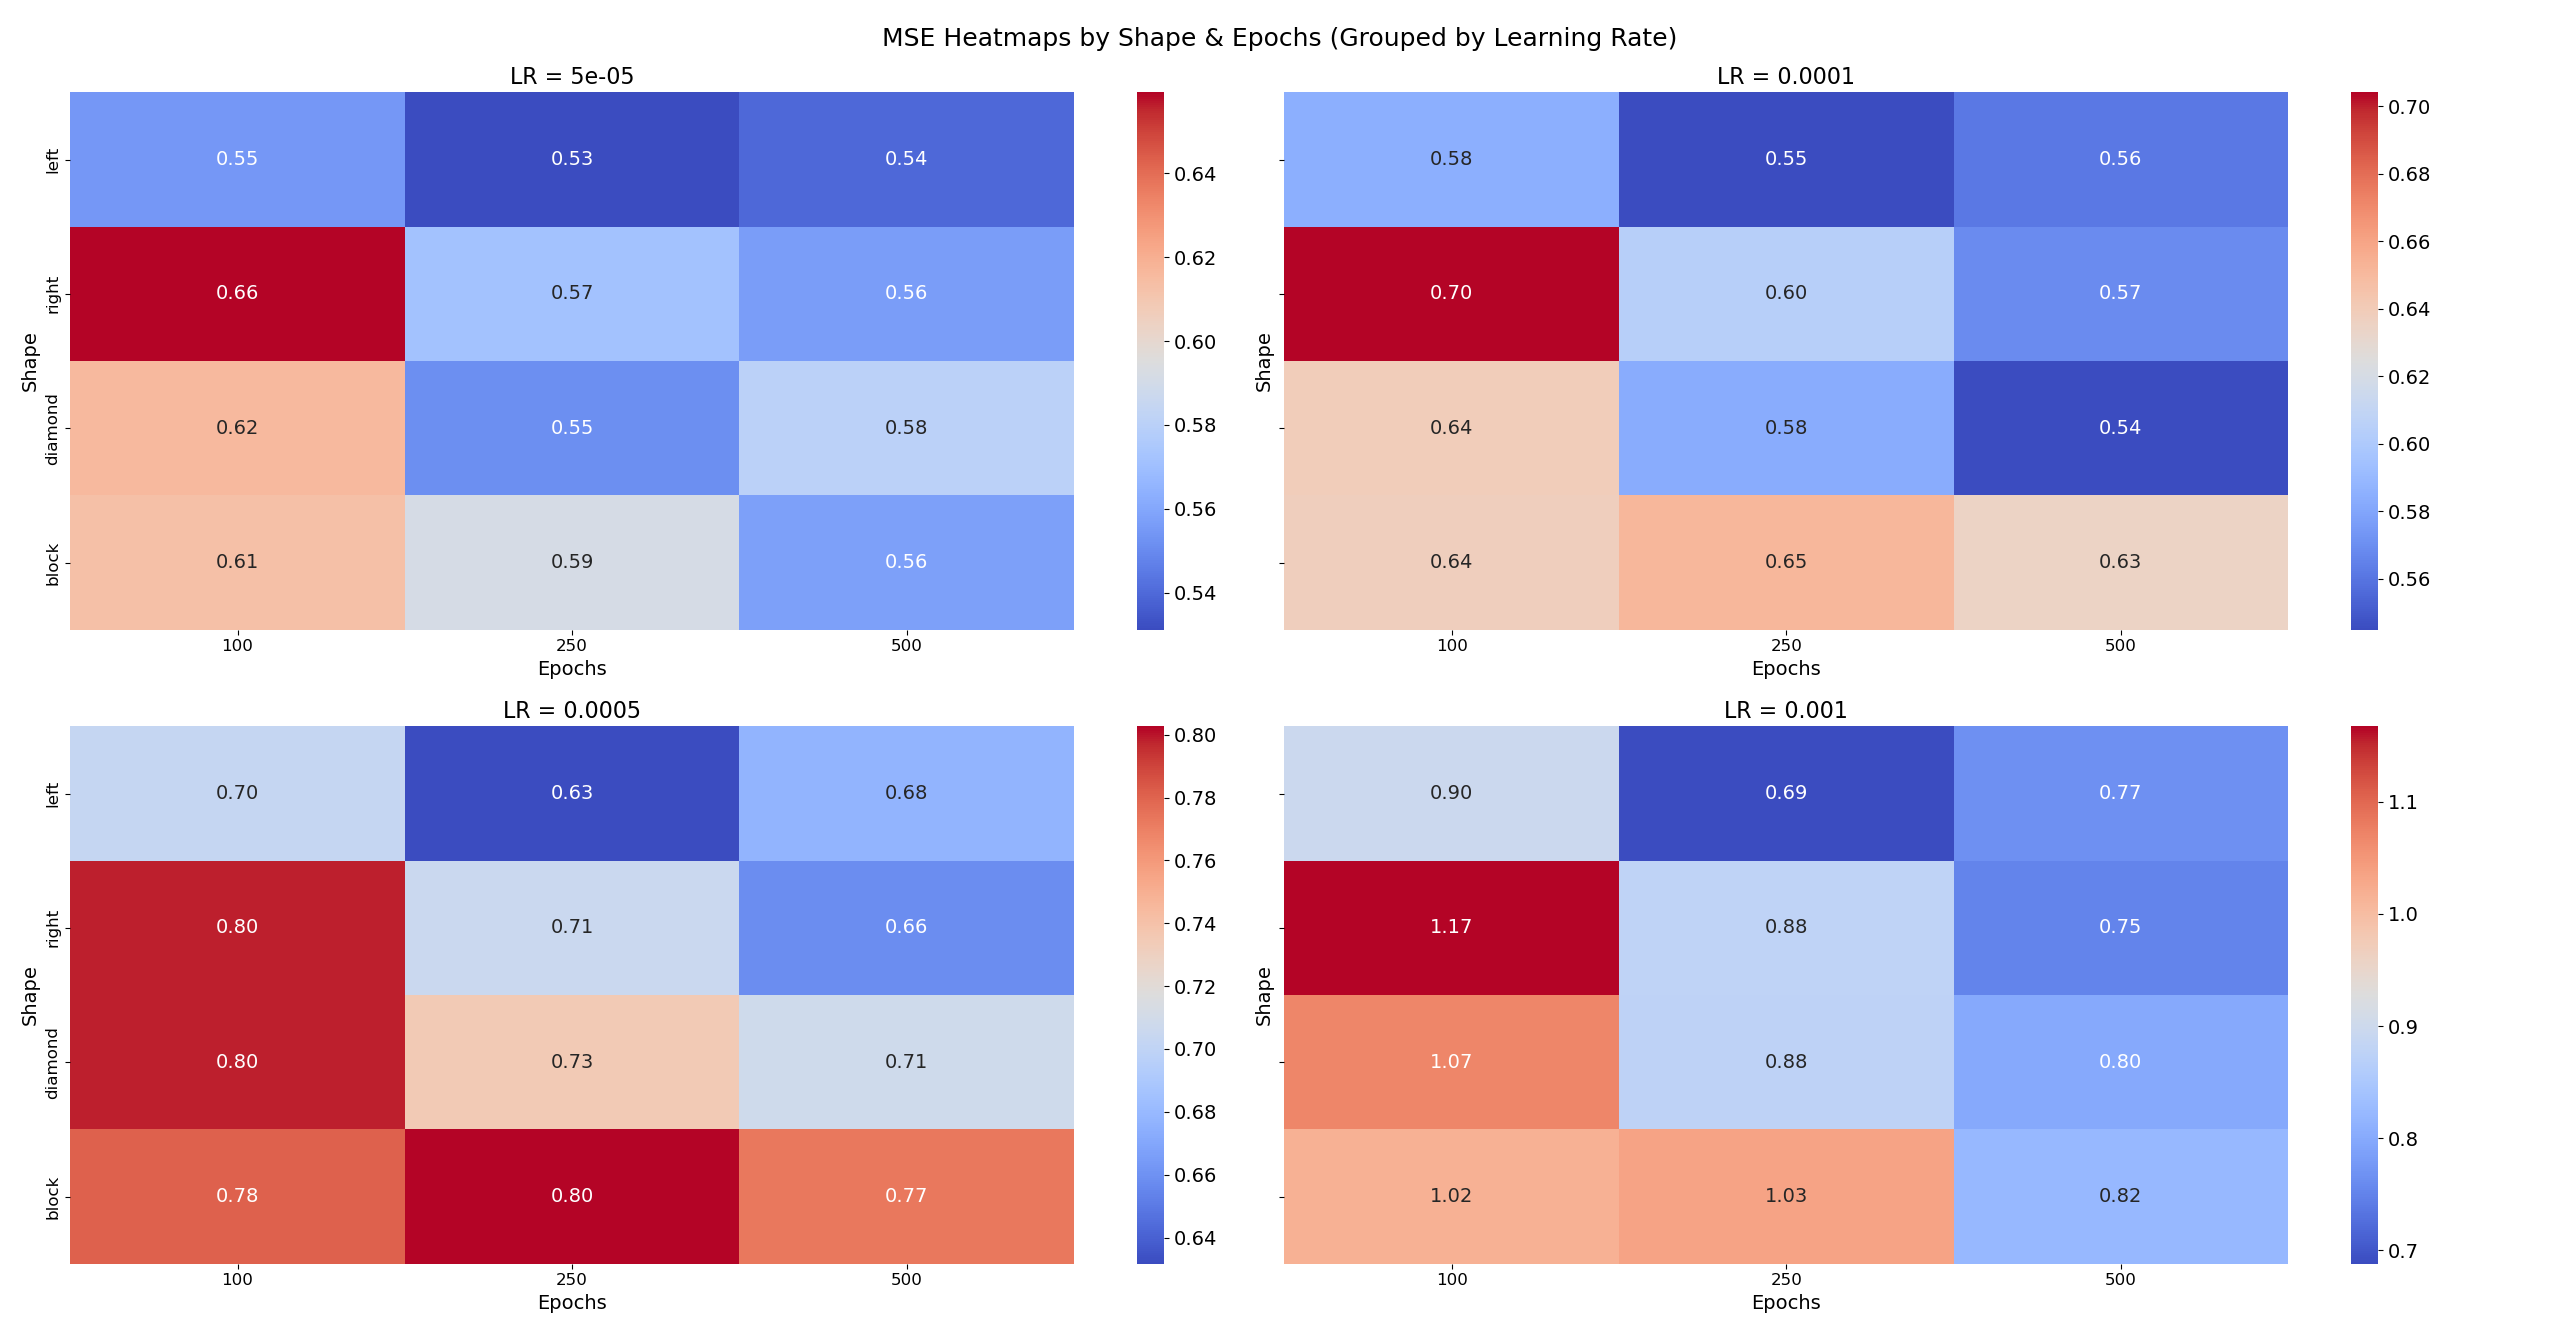 MSE Heatmaps by Shape & Epochs (Grouped by Learning Rate)
LR = 5e-05
Shape
left
0.55 0.53 0.54
right
0.66 0.57 0.56
diamond
0.62 0.55 0.58
block
0.61 0.59 0.56
100 250 500
Epochs
0.64
0.62
0.60
0.58
0.56
0.54
LR = 0.0001
Shape
0.58 0.55 0.56
0.70 0.60 0.57
0.64 0.58 0.54
0.64 0.65 0.63
100 250 500
Epochs
0.70
0.68
0.66
0.64
0.62
0.60
0.58
0.56
LR = 0.0005
Shape
left
0.70 0.63 0.68
right
0.80 0.71 0.66
diamond
0.80 0.73 0.71
block
0.78 0.80 0.77
100 250 500
Epochs
0.80
0.78
0.76
0.74
0.72
0.70
0.68
0.66
0.64
LR = 0.001
Shape
0.90 0.69 0.77
1.17 0.88 0.75
1.07 0.88 0.80
1.02 1.03 0.82
100 250 500
Epochs
1.1
1.0
0.9
0.8
0.7